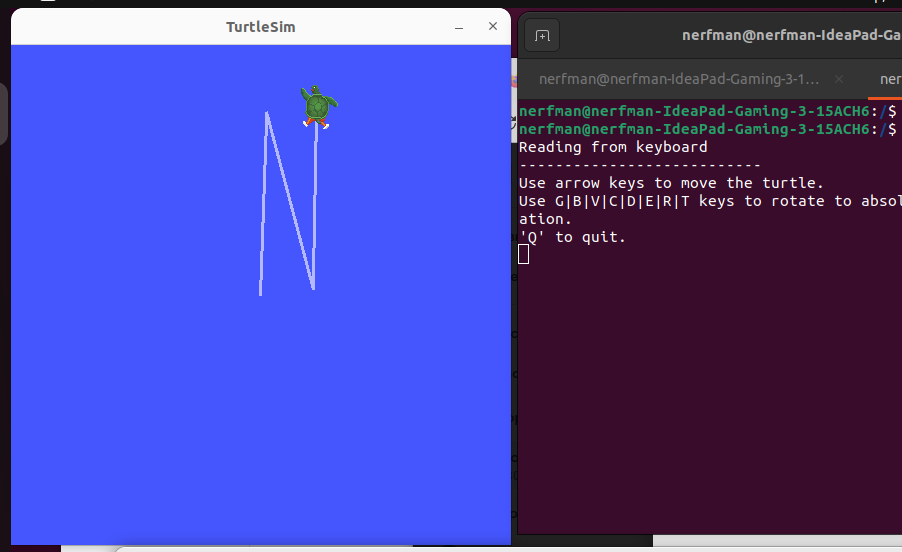 TurtleSim
nerfman@nerfman-IdeaPad-Ga
nerfman@nerfman-IdeaPad-Gaming-3-1...
ner
nerfman@nerfman-IdeaPad-Gaming-3-15ACH6:/$
nerfman@nerfman-IdeaPad-Gaming-3-15ACH6:/$
Reading from keyboard
---------------------------
Use arrow keys to move the turtle.
Use G|B|V|C|D|E|R|T keys to rotate to absol
ation.
'Q' to quit.